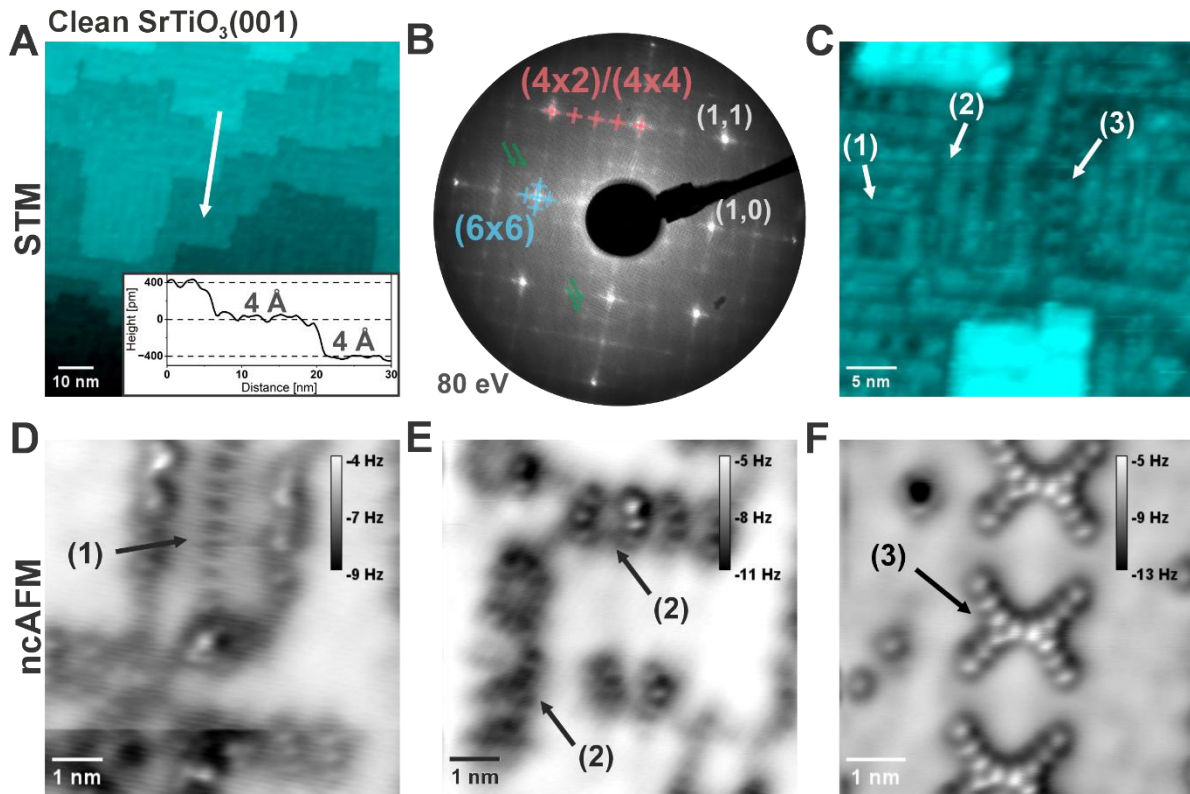 Clean SrTiO₃(001)
A
B
C
STM
(4x2)/(4x4)
(1,1)
(1,0)
(6x6)
80 eV
(1)
(2)
(3)
10 nm
5 nm
Height [pm]
400
0
-400
4 Å
4 Å
0
10
20
30
Distance [nm]
D
E
F
ncAFM
(1)
-4 Hz
-7 Hz
-9 Hz
1 nm
(2)
(2)
-5 Hz
-8 Hz
-11 Hz
1 nm
(3)
-5 Hz
-9 Hz
-13 Hz
1 nm